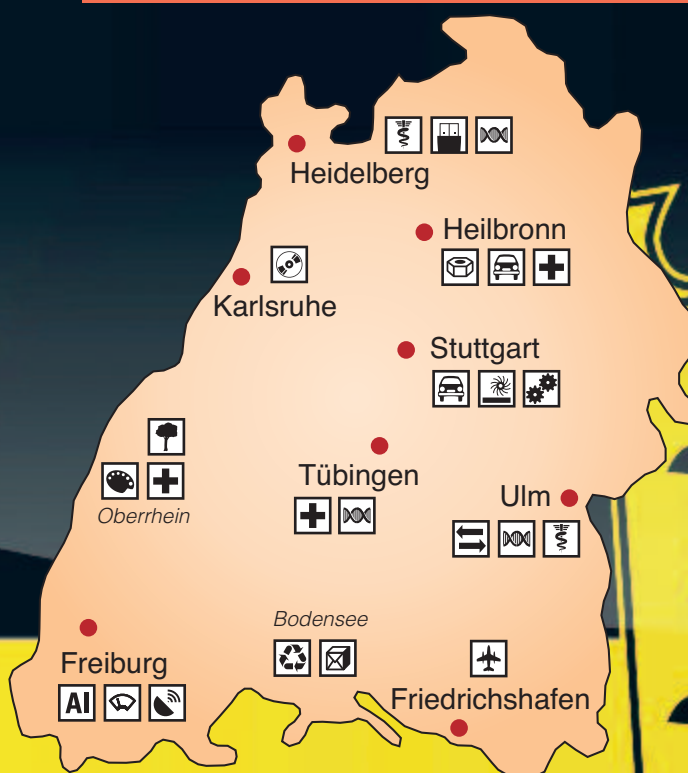 Heidelberg
Heilbronn
Karlsruhe
Stuttgart
Tübingen
Oberrhein
Ulm
Bodensee
Freiburg
AI
Friedrichshafen